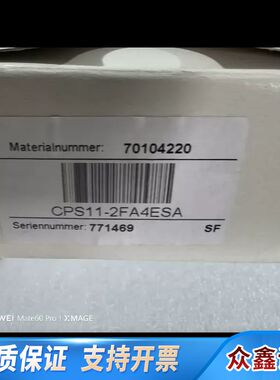 Materialnummer: 70104220
CPS11-2FA4ESA
Seriennummer: 771469 SF
WEI Mate60 Pro | XMAGE
质保证 支持开票 众鑫